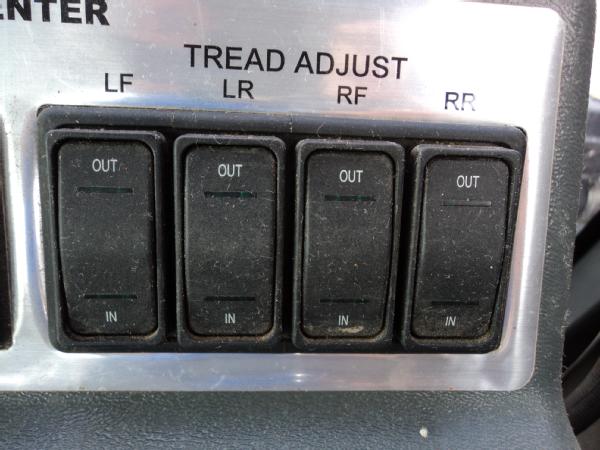 ENTER
TREAD ADJUST
LF LR RF RR
OUT OUT OUT OUT
IN IN IN IN